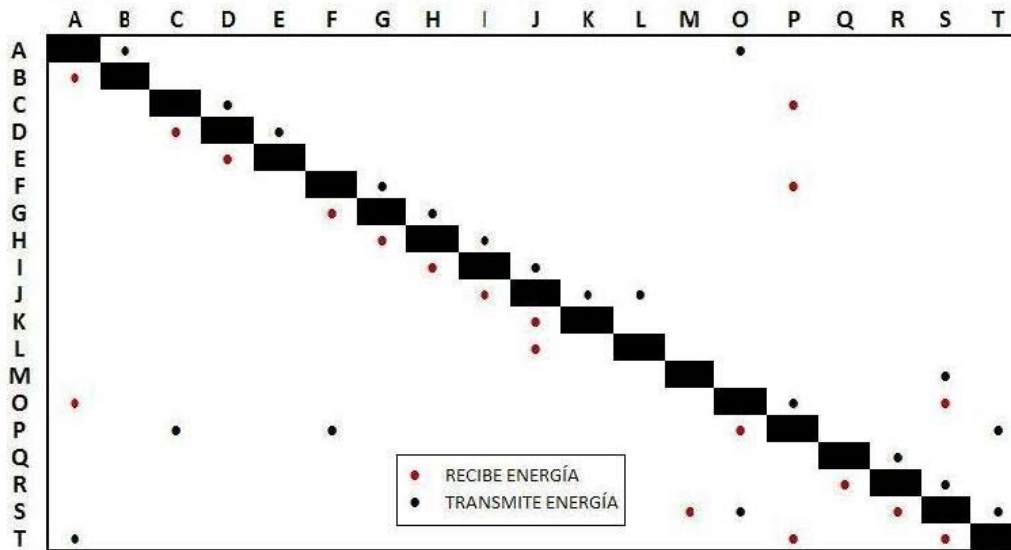 A B C D E F G H I J K L M O P Q R S T
A
B
C
D
E
F
G
H
I
J
K
L
M
O
P
Q
R
S
T
RECIBE ENERGÍA
TRANSMITE ENERGÍA